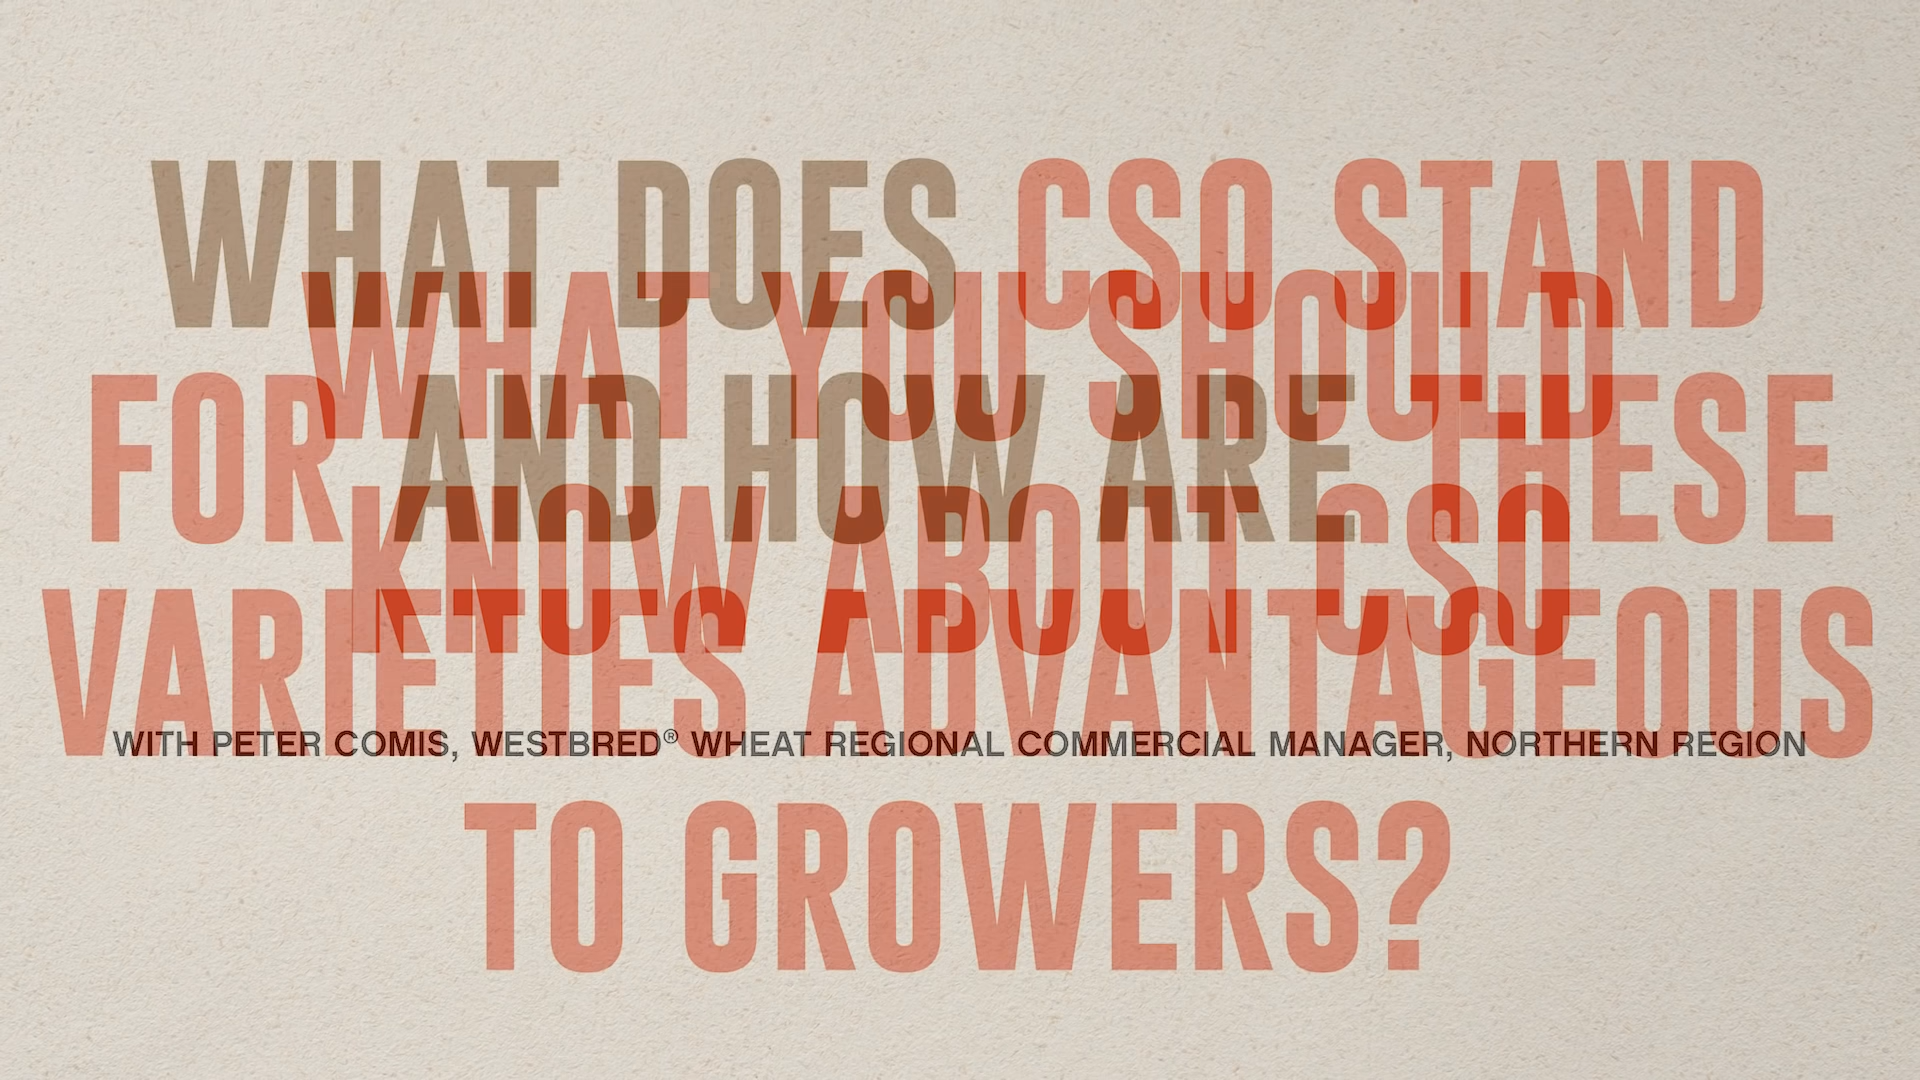 WHAT DOES CSO STAND
FOR AND HOW ARE THESE
VARIETIES ADVANTAGEOUS
TO GROWERS?
WHAT YOU SHOULD
KNOW ABOUT CSO
WITH PETER COMIS, WESTBRED® WHEAT REGIONAL COMMERCIAL MANAGER, NORTHERN REGION